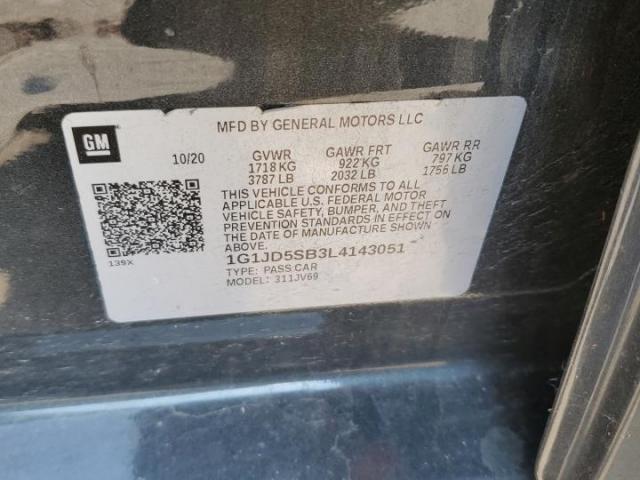 MFD BY GENERAL MOTORS LLC
GM
10/20 GVWR GAWR FRT GAWR RR
1718 KG 922 KG 797 KG
3787 LB 2032 LB 1756 LB
THIS VEHICLE CONFORMS TO ALL
APPLICABLE U.S. FEDERAL MOTOR
VEHICLE SAFETY, BUMPER, AND THEFT
PREVENTION STANDARDS IN EFFECT ON
THE DATE OF MANUFACTURE SHOWN
ABOVE.
1G1JD5SB3L4143051
139X
TYPE: PASS CAR
MODEL: 311JV69